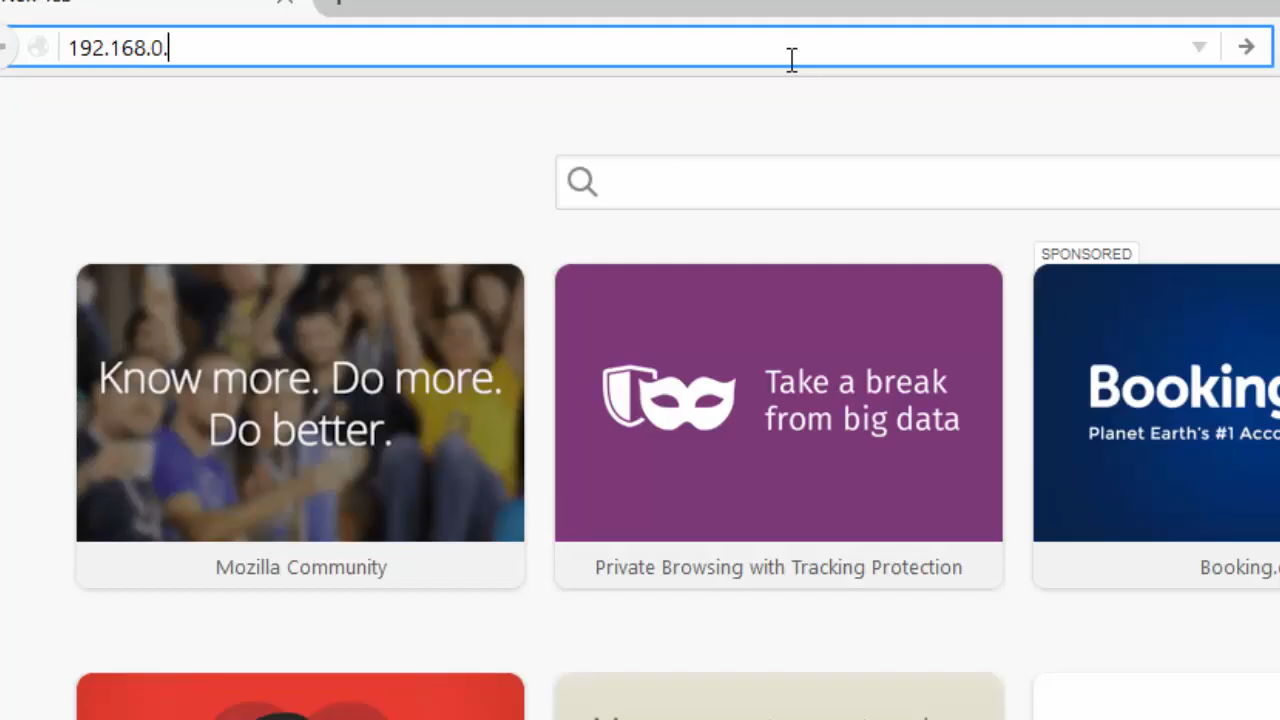 192.168.0.
SPONSORED
Know more. Do more.
Do better.
Take a break
from big data
Booking
Planet Earth's #1 Acco
Mozilla Community
Private Browsing with Tracking Protection
Booking.